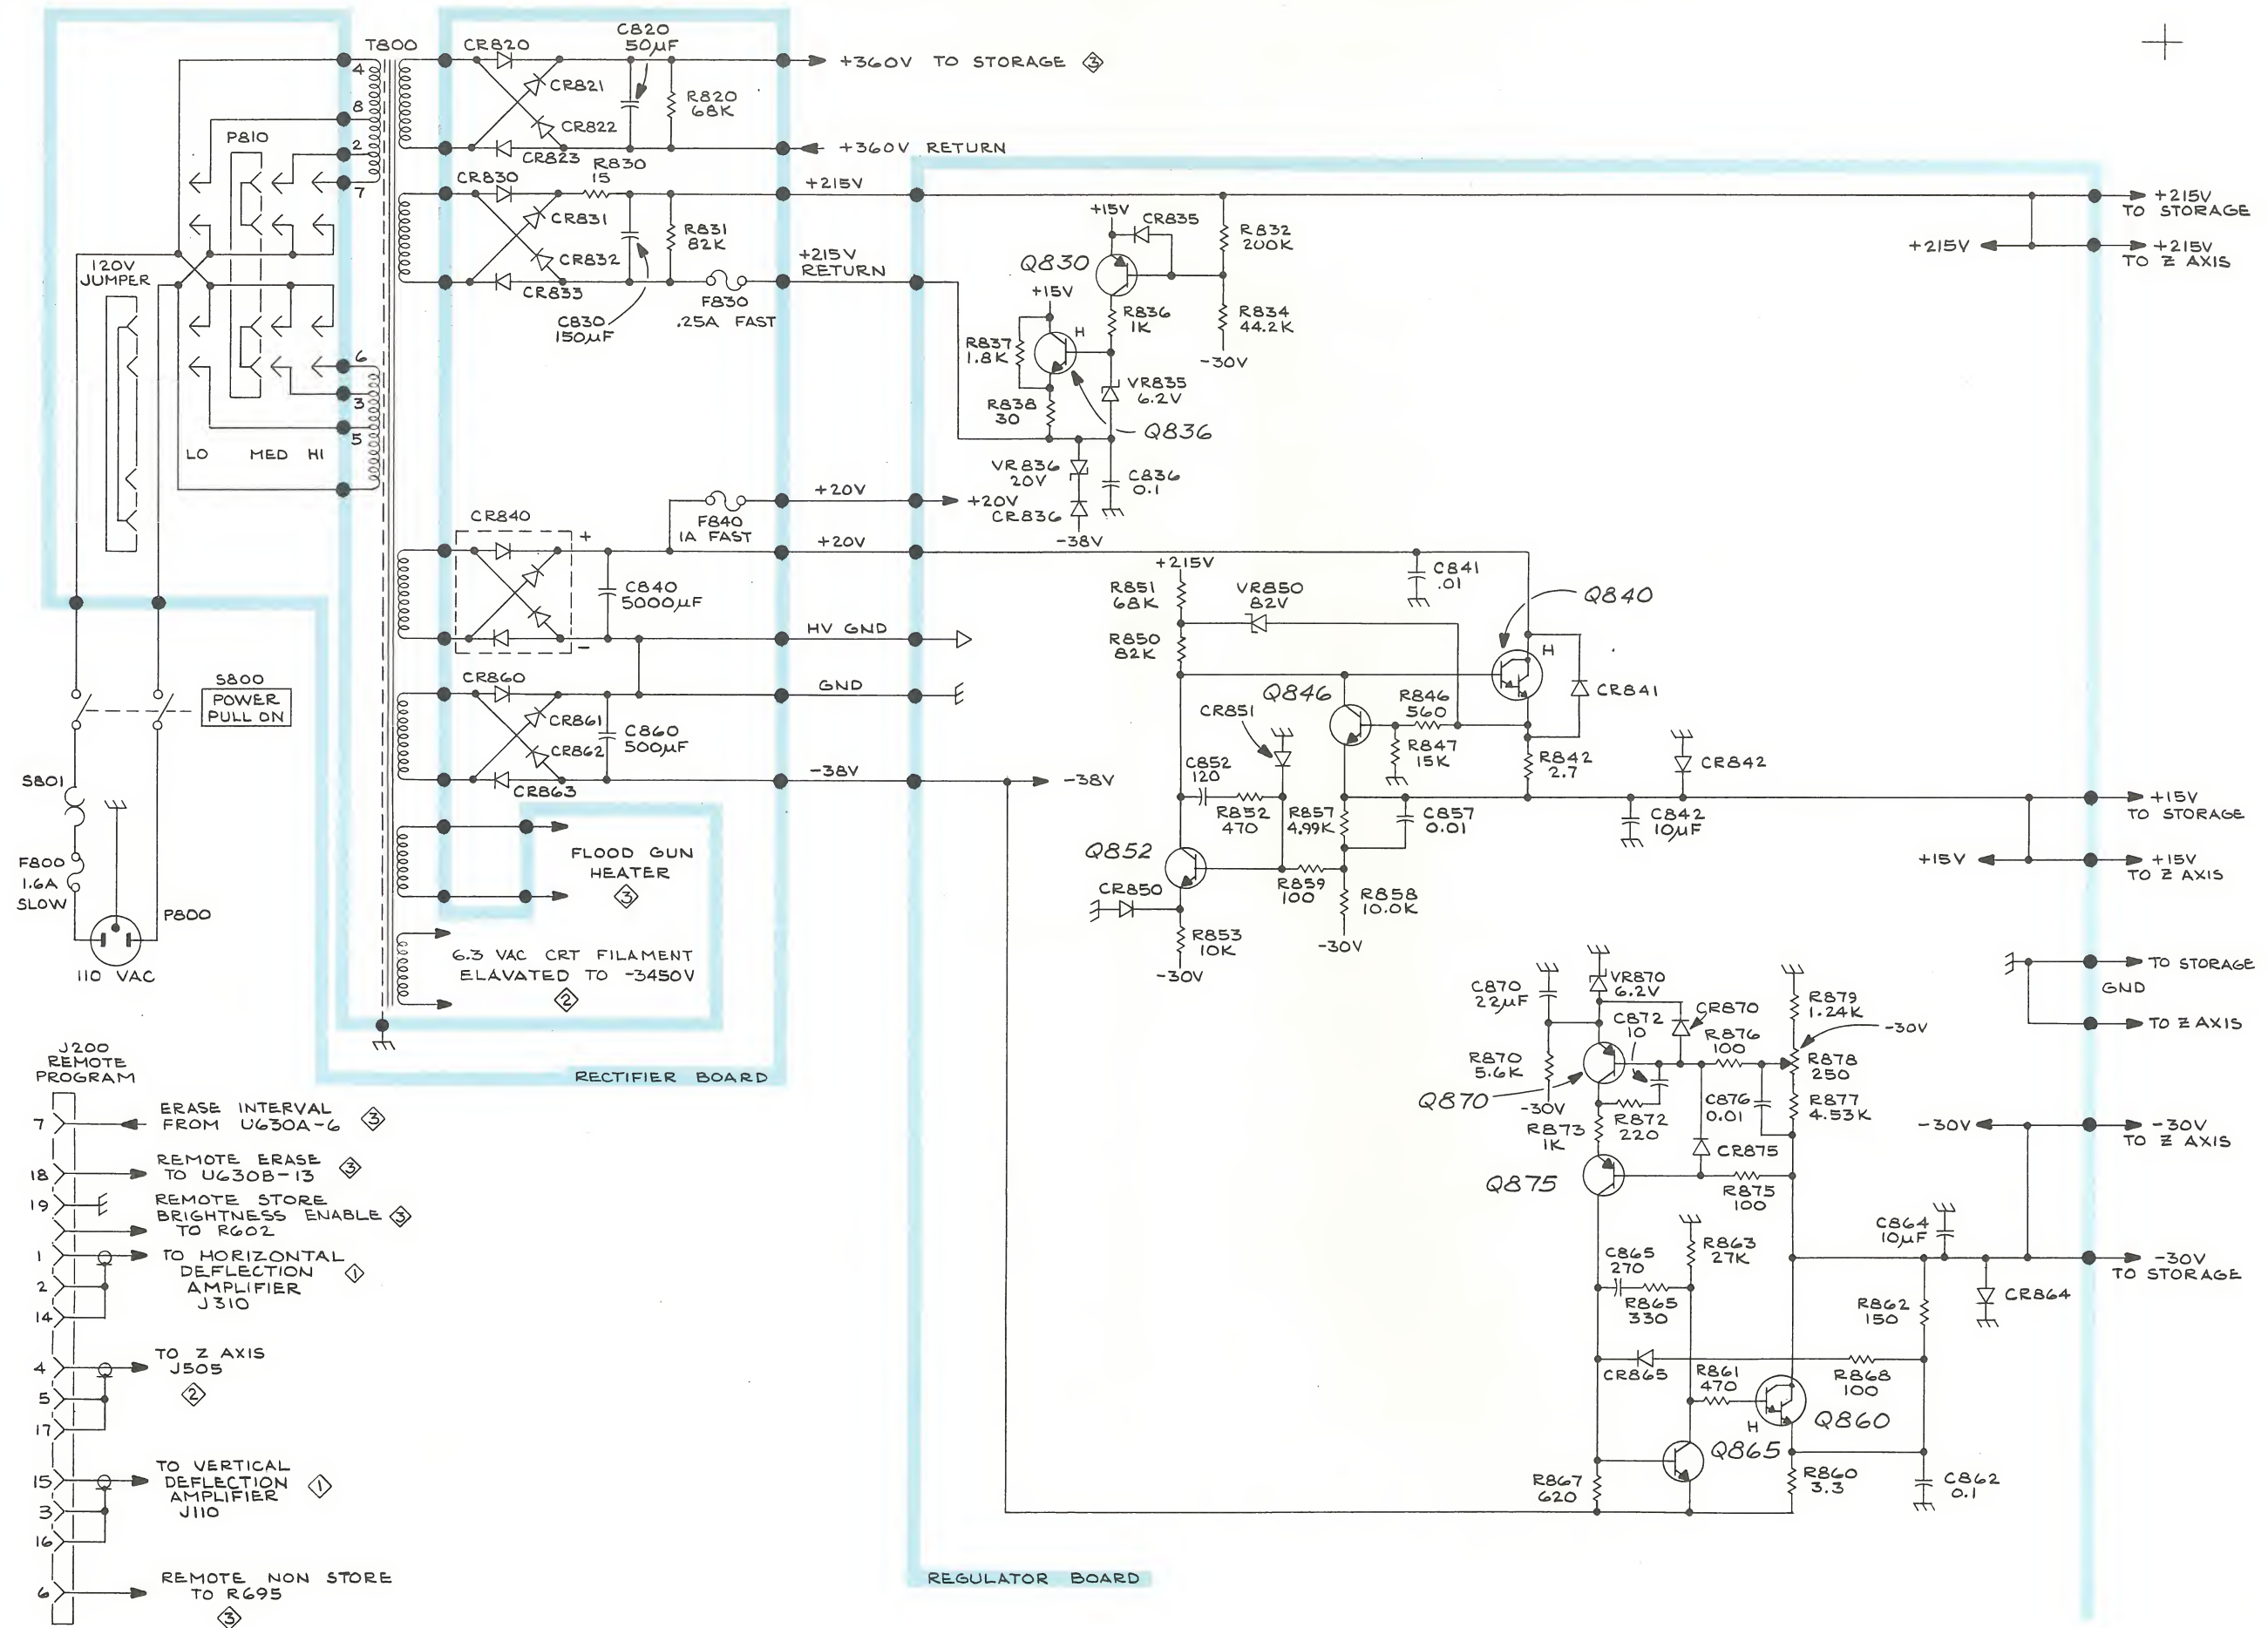 T800
4
8
2
7
6
3
5
P810
120V
JUMPER
LO MED HI
S800
POWER
PULL ON
S801
F800
1.6A
SLOW
P800
110 VAC
CR820
C820
50µF
CR821
R820
68K
CR822
CR823
+360V TO STORAGE 3
+360V RETURN
CR830
R830
15
CR831
R831
82K
CR832
CR833
C830
150µF
F830
.25A FAST
+215V
+215V
RETURN
CR840
+
-
C840
5000µF
F840
1A FAST
+20V
+20V
+20V
HV GND
CR860
CR861
CR862
CR863
C860
500µF
GND
-38V
-38V
FLOOD GUN
HEATER
3
6.3 VAC CRT FILAMENT
ELAVATED TO -3450V
2
RECTIFIER BOARD
+15V
CR835
R832
200K
Q830
+15V
R836
1K
R834
44.2K
-30V
H
R837
1.8K
VR835
6.2V
R838
30
Q836
VR836
20V
C836
0.1
CR836
-38V
+215V
TO STORAGE
+215V
+215V
TO Z AXIS
+215V
R851
68K
VR850
82V
R850
82K
C841
.01
Q840
H
CR841
Q846
R846
560
CR851
R847
15K
R842
2.7
CR842
C852
120
R852
470
R857
4.99K
C857
0.01
C842
10µF
Q852
CR850
R859
100
R858
10.0K
-30V
R853
10K
-30V
+15V
TO STORAGE
+15V
+15V
TO Z AXIS
TO STORAGE
GND
TO Z AXIS
C870
22µF
VR870
6.2V
C872
10
CR870
R876
100
R879
1.24K
-30V
R878
250
R870
5.6K
Q870
-30V
R873
1K
R872
220
C876
0.01
R877
4.53K
CR875
Q875
R875
100
-30V
-30V
TO Z AXIS
C865
270
R863
27K
R865
330
C864
10µF
-30V
TO STORAGE
R862
150
CR864
CR865
R861
470
R868
100
H
Q860
Q865
R867
620
R860
3.3
C862
0.1
REGULATOR BOARD
J200
REMOTE
PROGRAM
7
ERASE INTERVAL
FROM U630A-6 3
18
REMOTE ERASE
TO U630B-13 3
19
REMOTE STORE
BRIGHTNESS ENABLE 3
TO R602
1
TO HORIZONTAL
DEFLECTION
AMPLIFIER
J310
1
2
14
4
TO Z AXIS
J505
2
5
17
15
TO VERTICAL
DEFLECTION
AMPLIFIER
J110
1
3
16
6
REMOTE NON STORE
TO R695
3